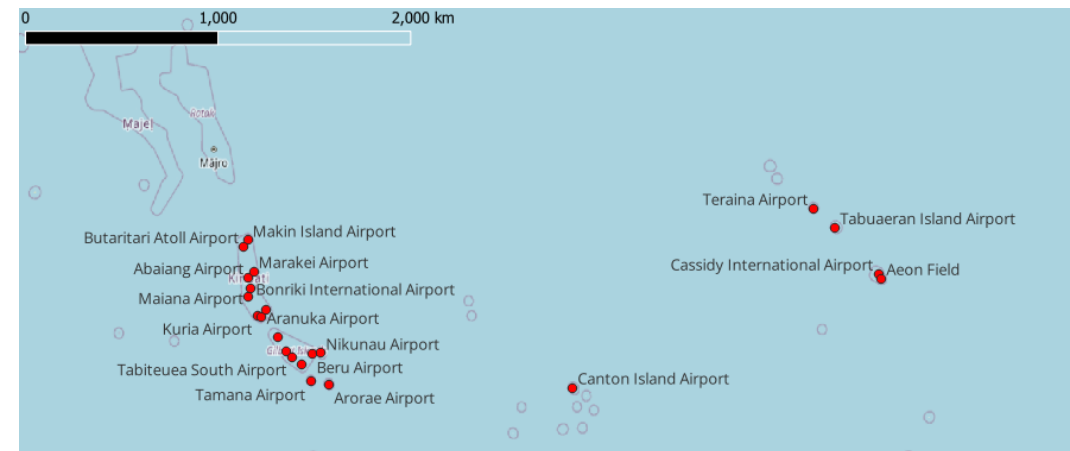 0 1,000 2,000 km
Ratak
Majel
Mājro
Teraina Airport
Tabuaeran Island Airport
Makin Island Airport
Butaritari Atoll Airport
Marakei Airport
Abaiang Airport
Cassidy International Airport
Aeon Field
Bonriki International Airport
Maiana Airport
Aranuka Airport
Kuria Airport
Nikunau Airport
Tabiteuea South Airport
Beru Airport
Canton Island Airport
Tamana Airport
Arorae Airport